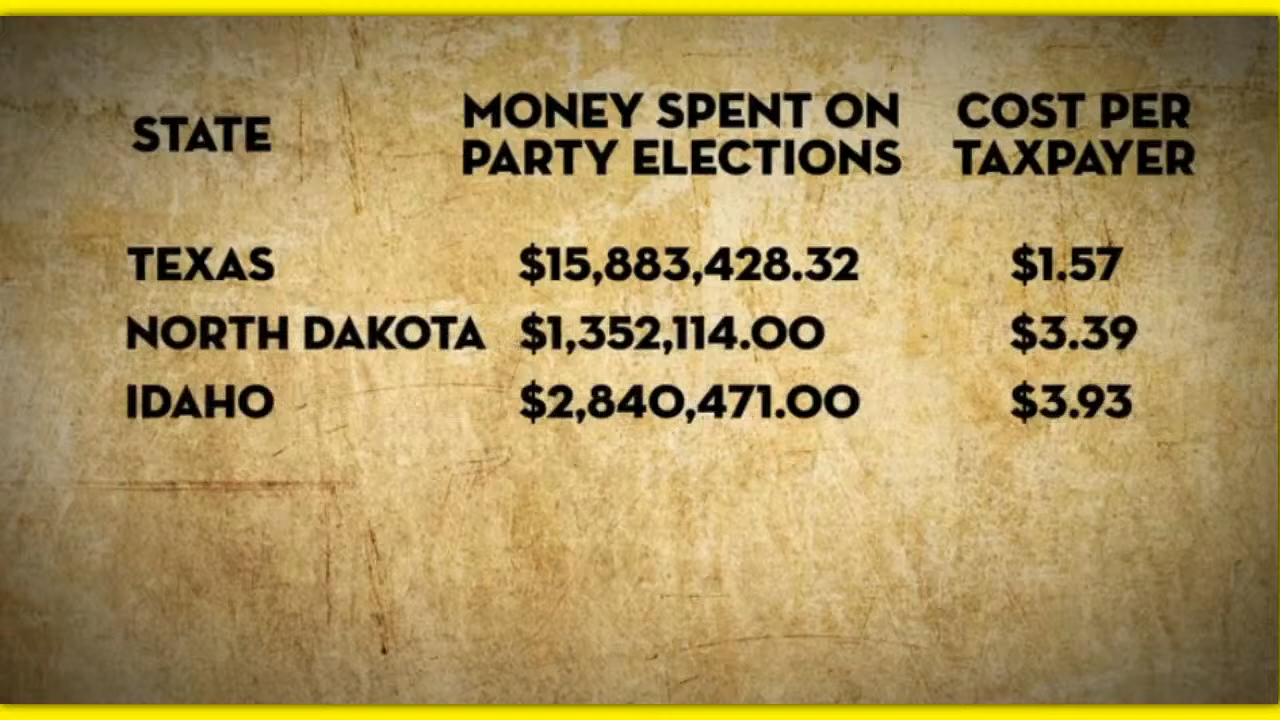 STATE
MONEY SPENT ON
PARTY ELECTIONS
COST PER
TAXPAYER
TEXAS $15,883,428.32 $1.57
NORTH DAKOTA $1,352,114.00 $3.39
IDAHO $2,840,471.00 $3.93